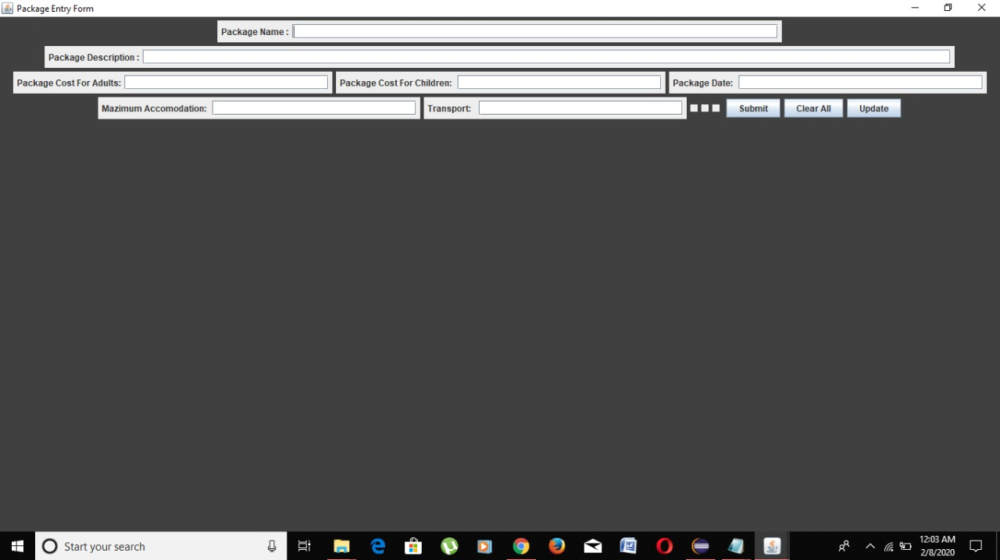 Package Entry Form
Package Name :
Package Description :
Package Cost For Adults: Package Cost For Children: Package Date:
Mazimum Accomodation: Transport: Submit Clear All Update
Start your search 12:03 AM
2/8/2020